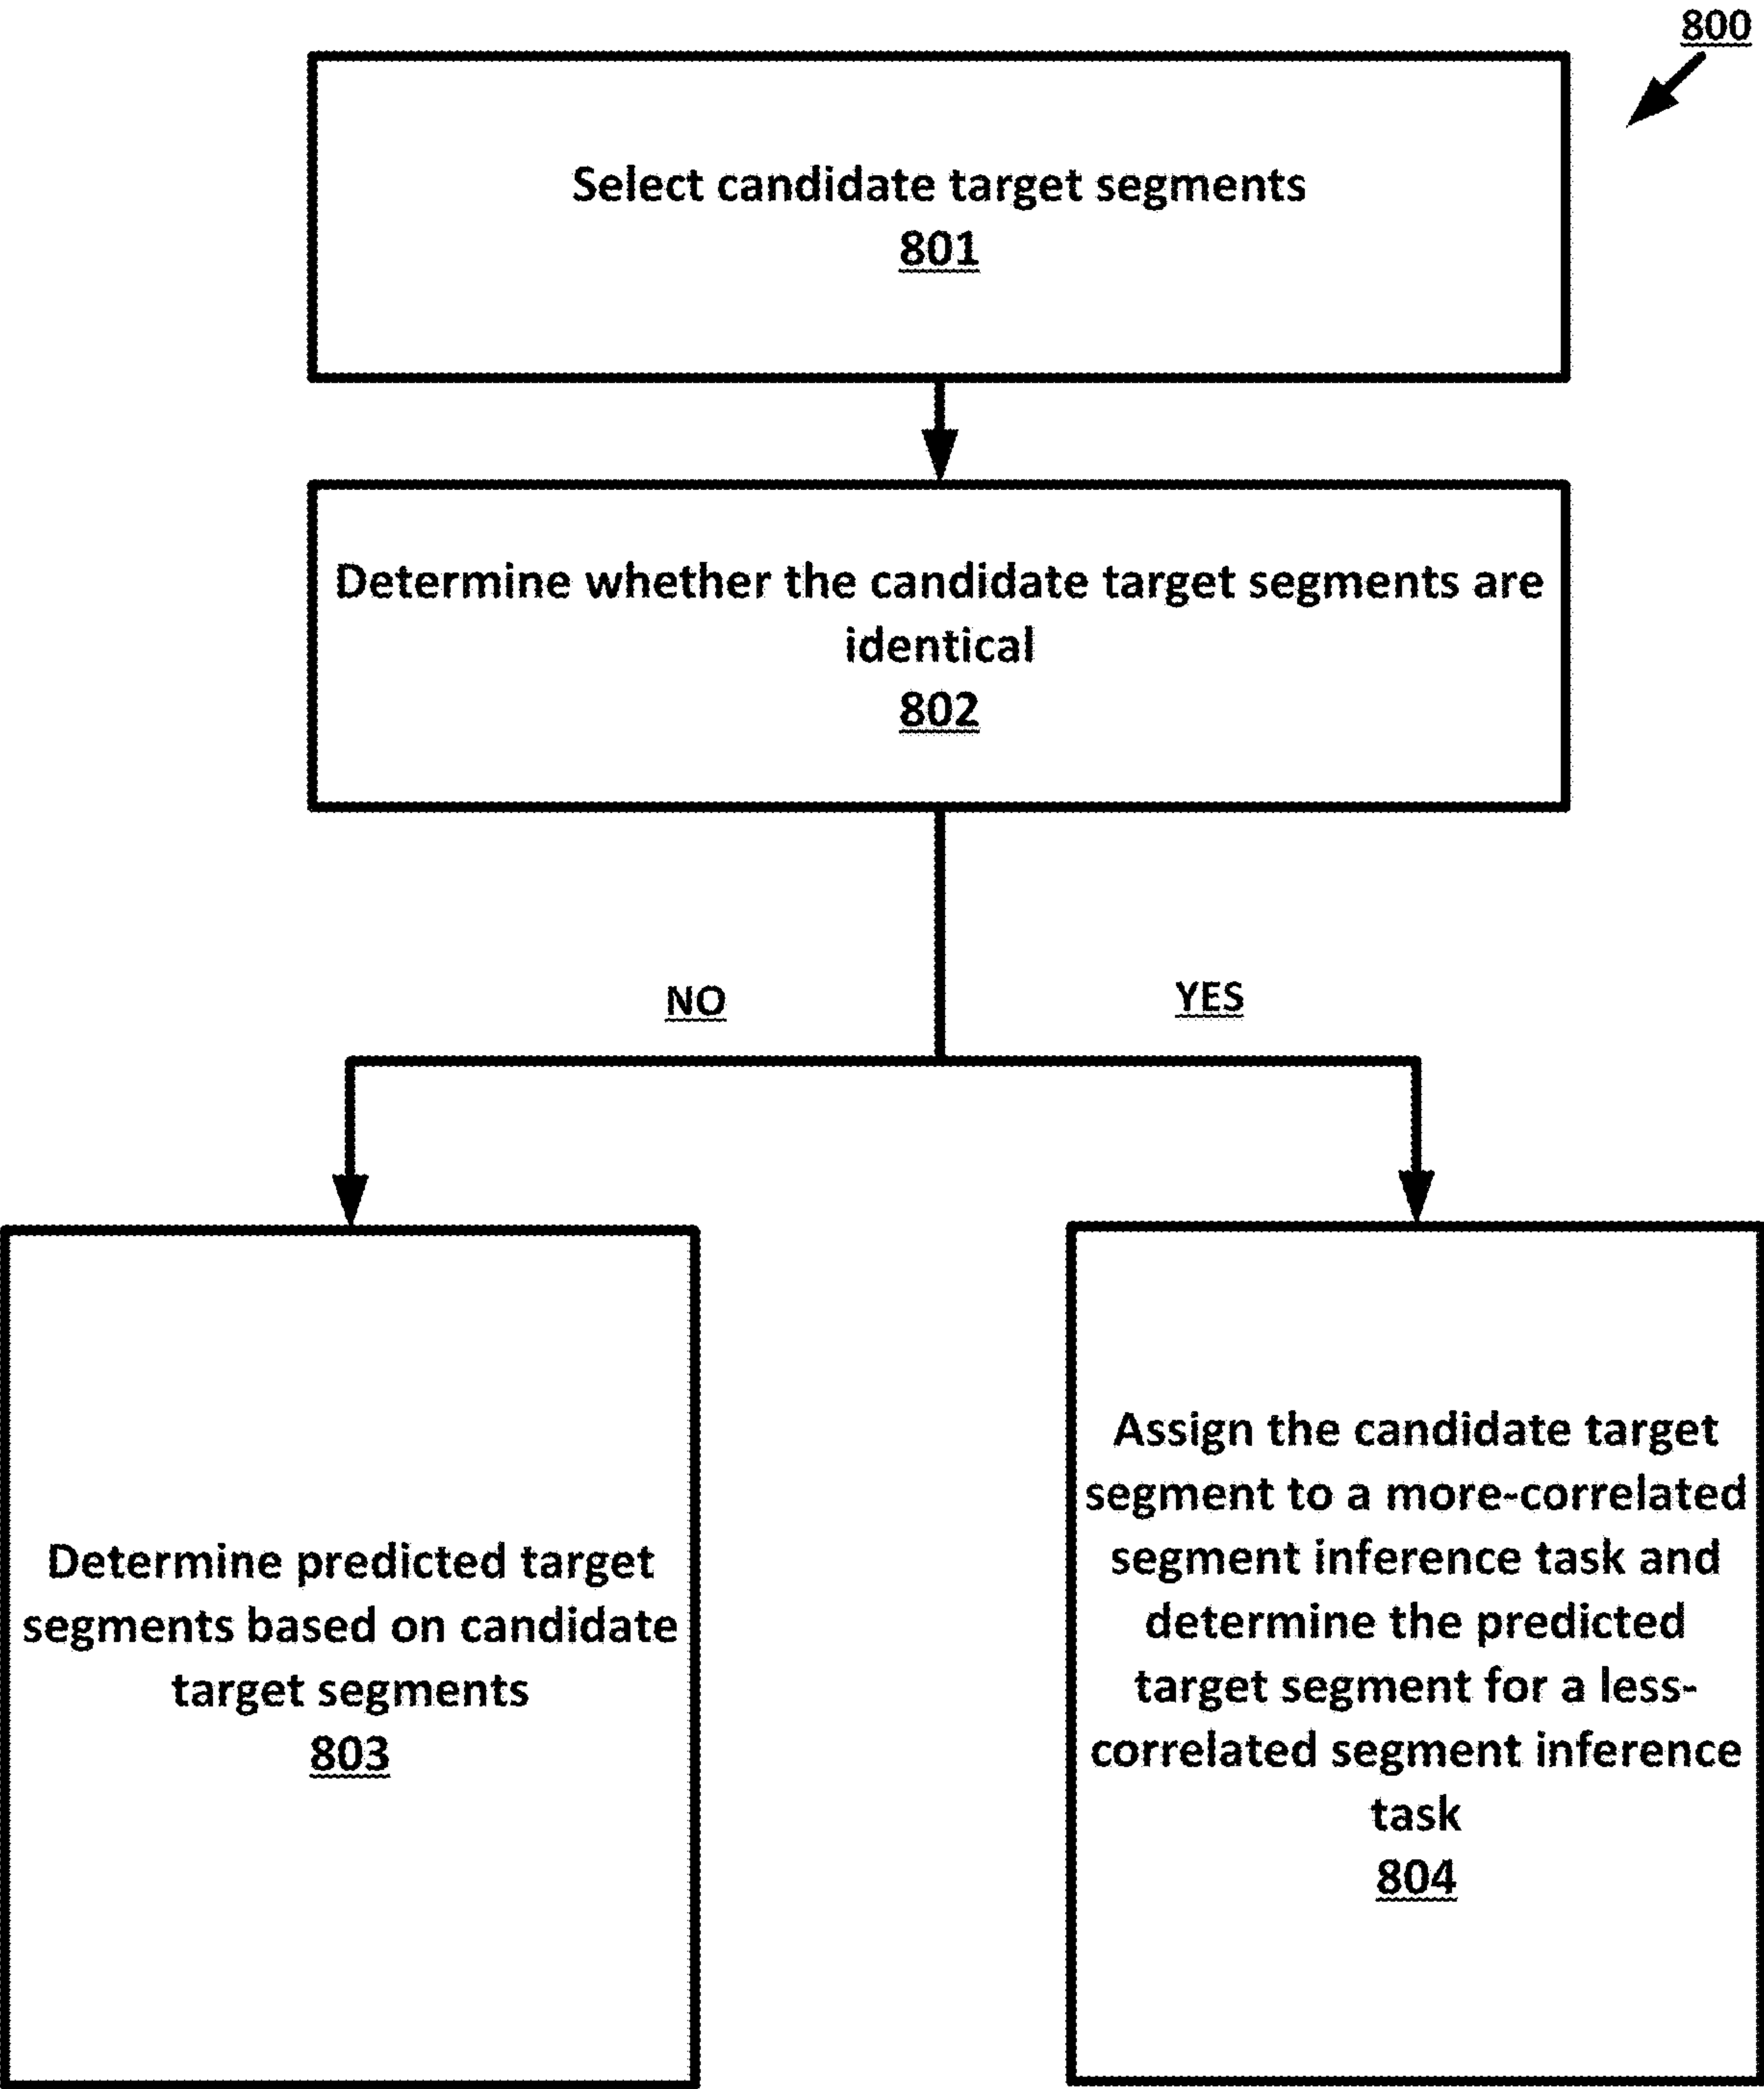 800
Select candidate target segments
801
Determine whether the candidate target segments are
identical
802
NO
YES
Determine predicted target
segments based on candidate
target segments
803
Assign the candidate target
segment to a more-correlated
segment inference task and
determine the predicted
target segment for a less-
correlated segment inference
task
804